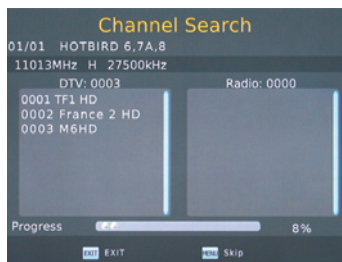 Channel Search
01/01 HOTBIRD 6,7A,8
11013MHz H 27500kHz
DTV: 0003
Radio: 0000
0001 TF1 HD
0002 France 2 HD
0003 M6HD
Progress
8%
EXIT EXIT
MENU Skip